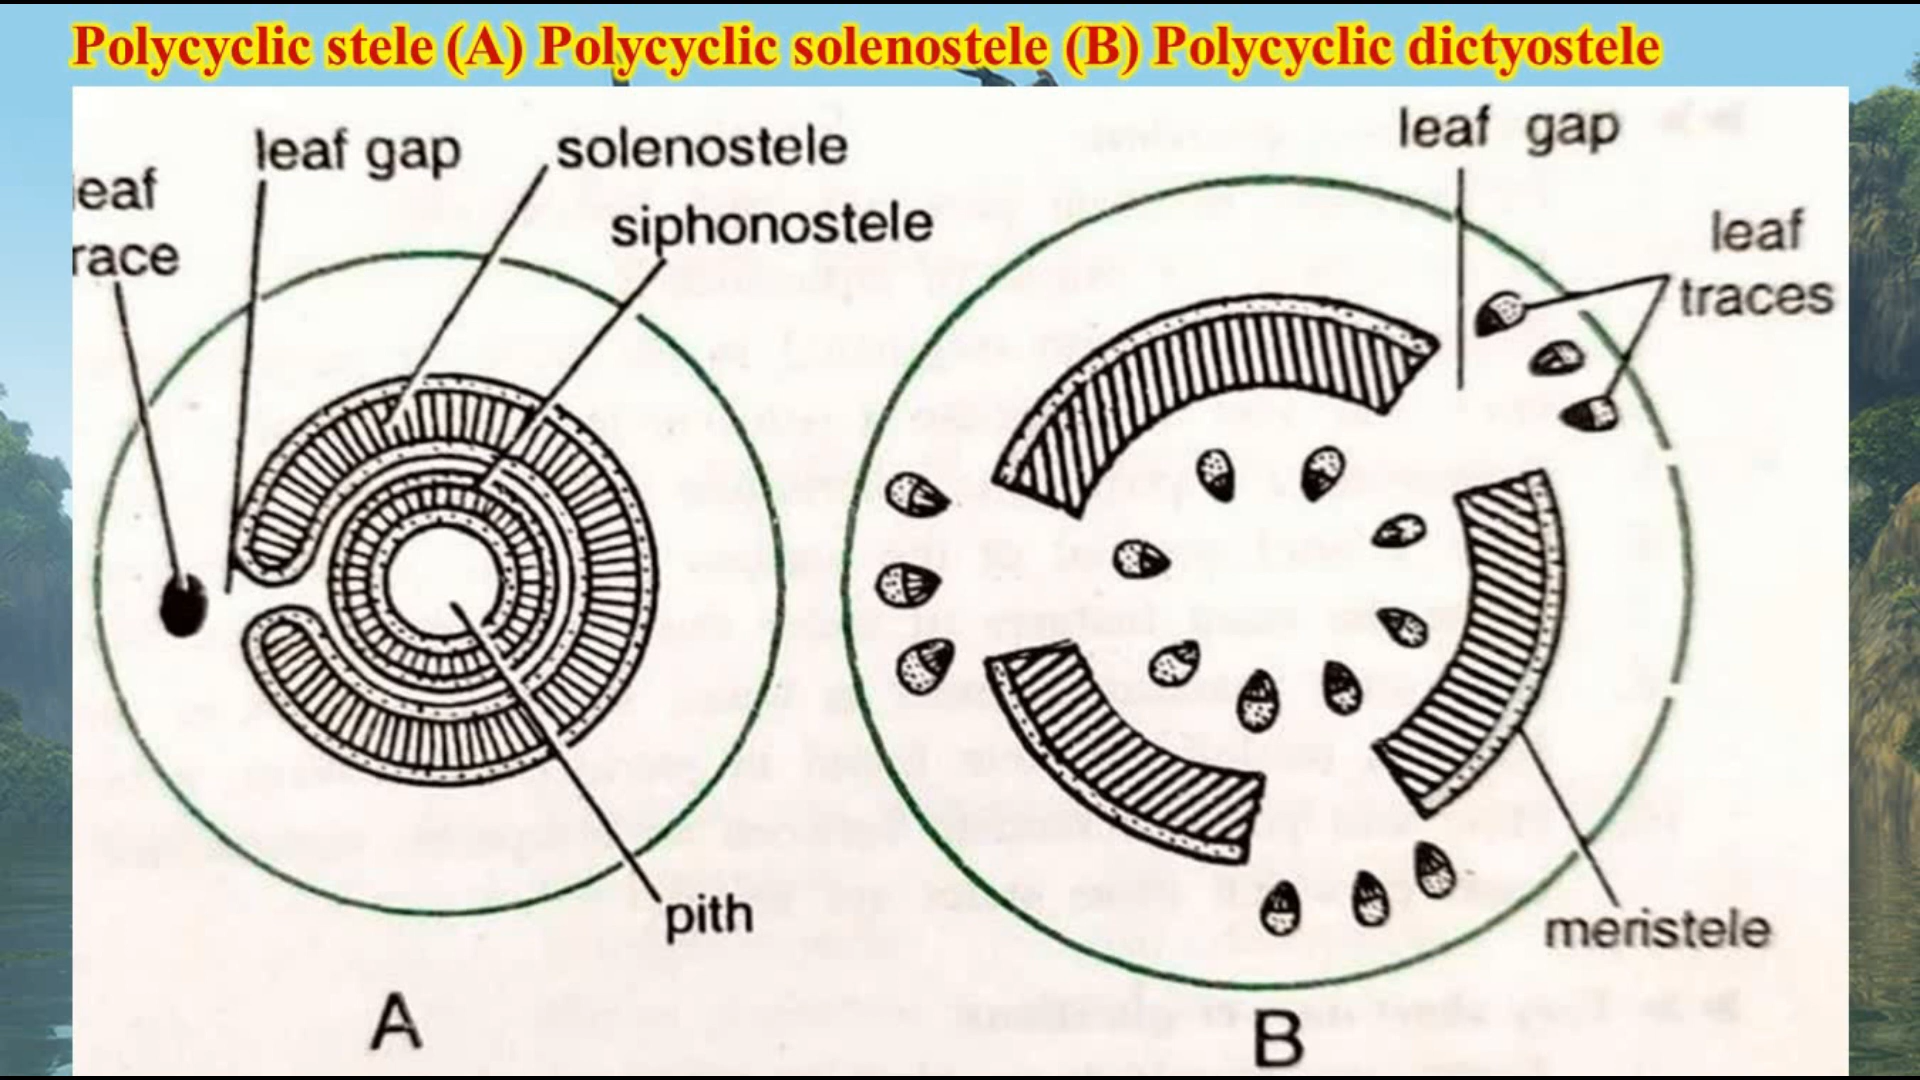 Polycyclic stele (A) Polycyclic solenostele (B) Polycyclic dictyostele
leaf gap
solenostele
siphonostele
eaf
race
pith
A
leaf gap
leaf
traces
meristele
B